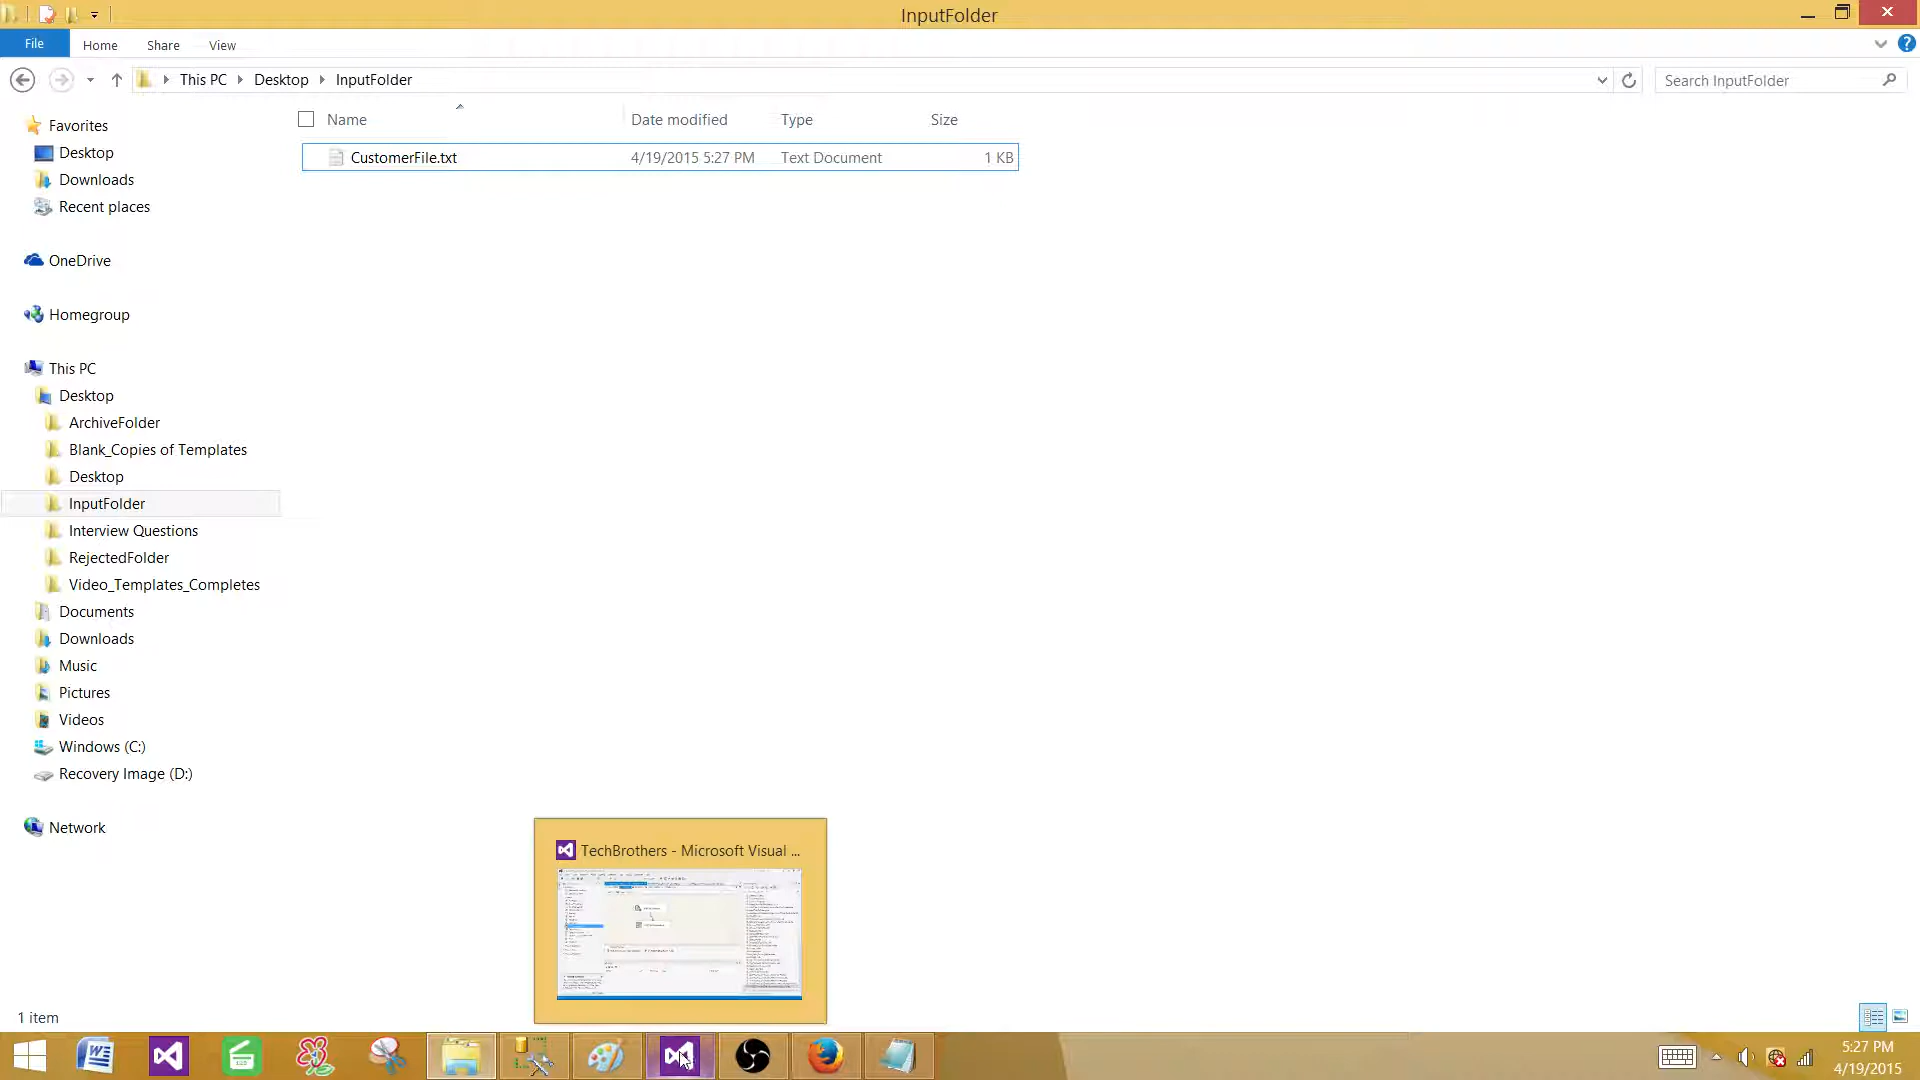 InputFolder
File
Home
Share
View
This PC
Desktop
InputFolder
Search InputFolder
Name
Date modified
Type
Size
CustomerFile.txt
4/19/2015 5:27 PM
Text Document
1 KB
Favorites
Desktop
Downloads
Recent places
OneDrive
Homegroup
This PC
Desktop
ArchiveFolder
Blank_Copies of Templates
Desktop
InputFolder
Interview Questions
RejectedFolder
Video_Templates_Completes
Documents
Downloads
Music
Pictures
Videos
Windows (C:)
Recovery Image (D:)
Network
TechBrothers - Microsoft Visual ...
1 item
5:27 PM
4/19/2015